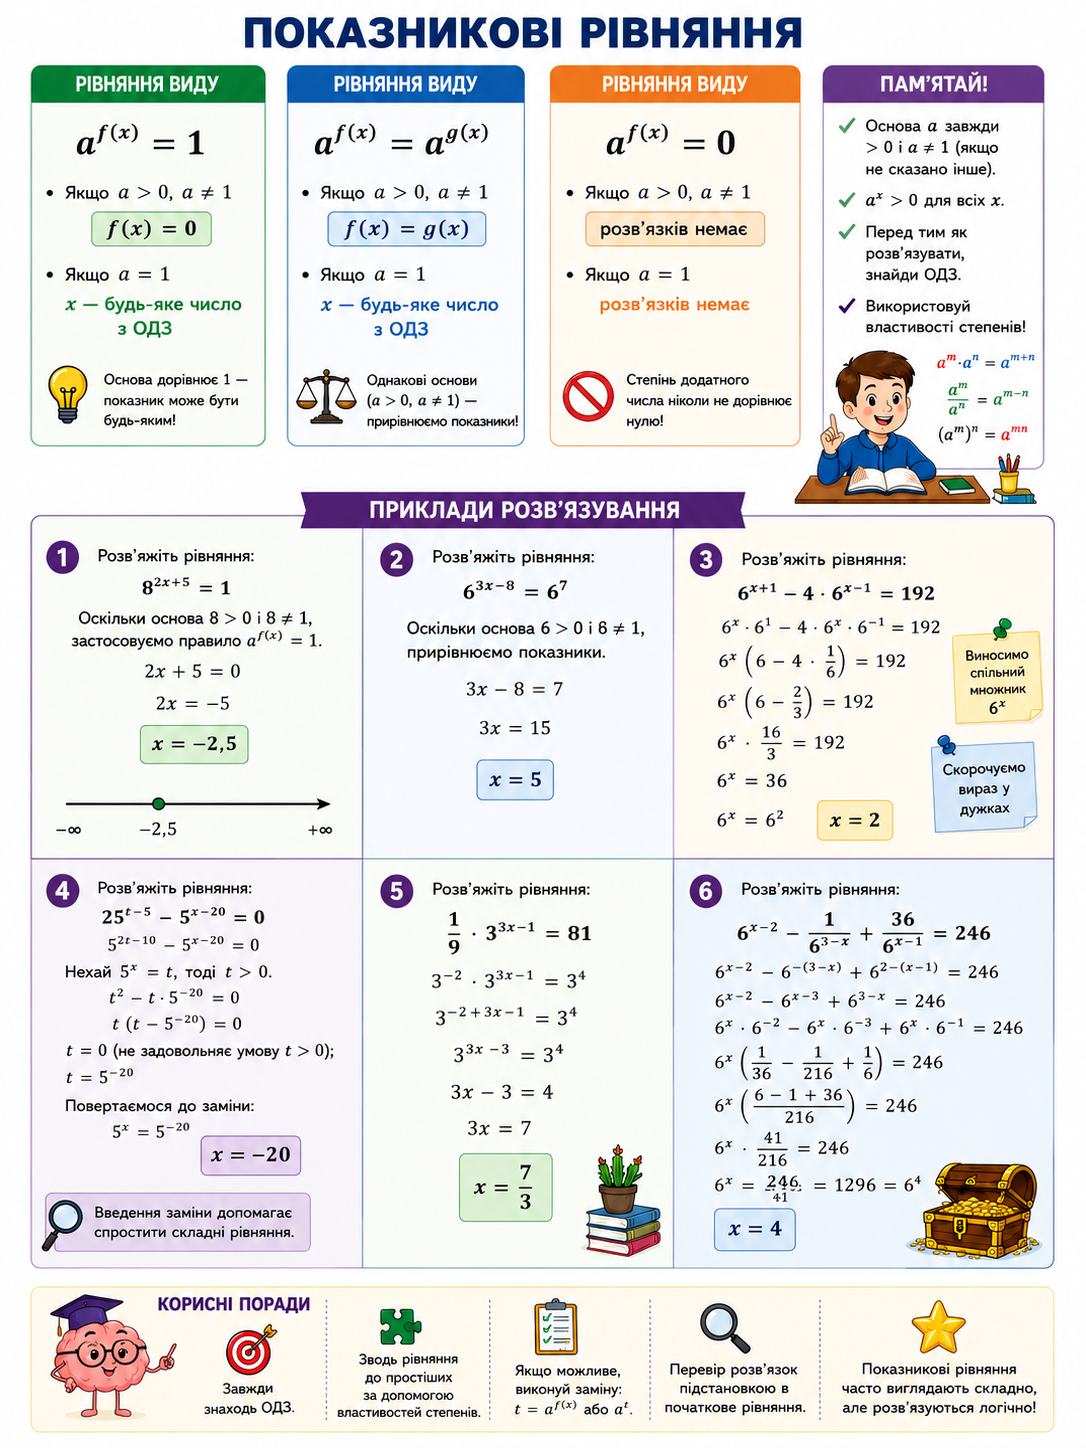 ПОКАЗНИКОВІ РІВНЯННЯ
РІВНЯННЯ ВИДУ
a^{f(x)} = 1
• Якщо a > 0, a ≠ 1
f(x) = 0
• Якщо a = 1
x — будь-яке число
з ОДЗ
Основа дорівнює 1 —
показник може бути
будь-яким!
РІВНЯННЯ ВИДУ
a^{f(x)} = a^{g(x)}
• Якщо a > 0, a ≠ 1
f(x) = g(x)
• Якщо a = 1
x — будь-яке число
з ОДЗ
Однакові основи
(a > 0, a ≠ 1) —
прирівнюємо показники!
РІВНЯННЯ ВИДУ
a^{f(x)} = 0
• Якщо a > 0, a ≠ 1
розв'язків немає
• Якщо a = 1
розв'язків немає
Степінь додатного
числа ніколи не дорівнює
нулю!
ПАМ'ЯТАЙ!
✓ Основа a завжди
> 0 і a ≠ 1 (якщо
не сказано інше).
✓ a^x > 0 для всіх x.
✓ Перед тим як
розв'язувати,
знайди ОДЗ.
✓ Використовуй
властивості степенів!
a^m·a^n = a^{m+n}
a^m/a^n = a^{m−n}
(a^m)^n = a^{mn}
ПРИКЛАДИ РОЗВ'ЯЗУВАННЯ
1 Розв'яжіть рівняння:
8^{2x+5} = 1
Оскільки основа 8 > 0 і 8 ≠ 1,
застосовуємо правило a^{f(x)} = 1.
2x + 5 = 0
2x = −5
x = −2,5
−∞ −2,5 +∞
2 Розв'яжіть рівняння:
6^{3x−8} = 6^7
Оскільки основа 6 > 0 і 6 ≠ 1,
прирівнюємо показники.
3x − 8 = 7
3x = 15
x = 5
3 Розв'яжіть рівняння:
6^{x+1} − 4 · 6^{x−1} = 192
6^x · 6^1 − 4 · 6^x · 6^{−1} = 192
6^x (6 − 4 · 1/6) = 192
6^x (6 − 2/3) = 192
6^x · 16/3 = 192
6^x = 36
6^x = 6^2
x = 2
Виносимо
спільний
множник
6^x
Скорочуємо
вираз у
дужках
4 Розв'яжіть рівняння:
25^{t−5} − 5^{x−20} = 0
5^{2t−10} − 5^{x−20} = 0
Нехай 5^x = t, тоді t > 0.
t^2 − t · 5^{−20} = 0
t (t − 5^{−20}) = 0
t = 0 (не задовольняє умову t > 0);
t = 5^{−20}
Повертаємося до заміни:
5^x = 5^{−20}
x = −20
Введення заміни допомагає
спростити складні рівняння.
5 Розв'яжіть рівняння:
1/9 · 3^{3x−1} = 81
3^{−2} · 3^{3x−1} = 3^4
3^{−2+3x−1} = 3^4
3^{3x−3} = 3^4
3x − 3 = 4
3x = 7
x = 7/3
6 Розв'яжіть рівняння:
6^{x−2} − 1/6^{3−x} + 36/6^{x−1} = 246
6^{x−2} − 6^{−(3−x)} + 6^{2−(x−1)} = 246
6^{x−2} − 6^{x−3} + 6^{3−x} = 246
6^x · 6^{−2} − 6^x · 6^{−3} + 6^x · 6^{−1} = 246
6^x (1/36 − 1/216 + 1/6) = 246
6^x ((6 − 1 + 36)/216) = 246
6^x · 41/216 = 246
6^x = 246/41 = 1296 = 6^4
x = 4
КОРИСНІ ПОРАДИ
Завжди
знаходь ОДЗ.
Зводь рівняння
до простіших
за допомогою
властивостей степенів.
Якщо можливе,
виконуй заміну:
t = a^{f(x)} або a^t.
Перевір розв'язок
підстановкою в
початкове рівняння.
Показникові рівняння
часто виглядають складно,
але розв'язуються логічно!